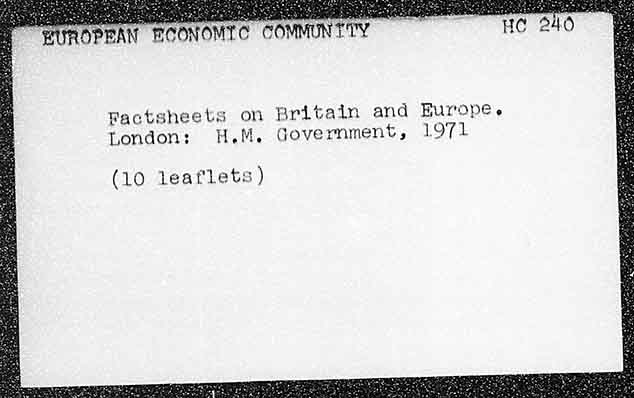 EUROPEAN ECONOMIC COMMUNITY HC 240
Factsheets on Britain and Europe.
London: H.M. Government, 1971
(10 leaflets)